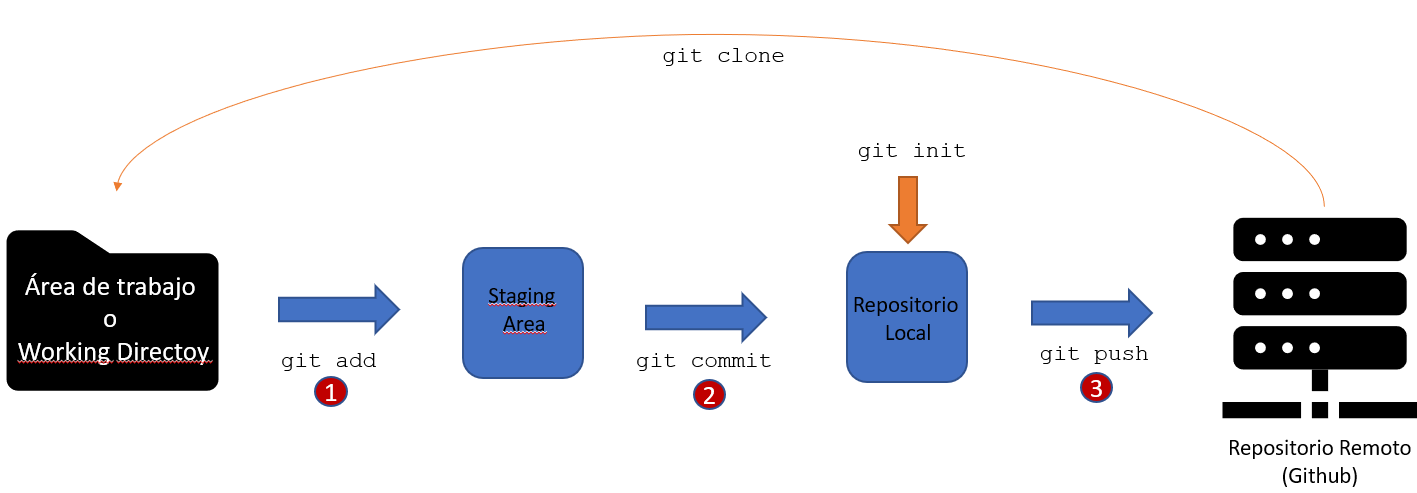 git clone
git init
Área de trabajo
o
Working Directoy
Staging
Area
Repositorio
Local
git add
git commit
git push
1
2
3
Repositorio Remoto
(Github)